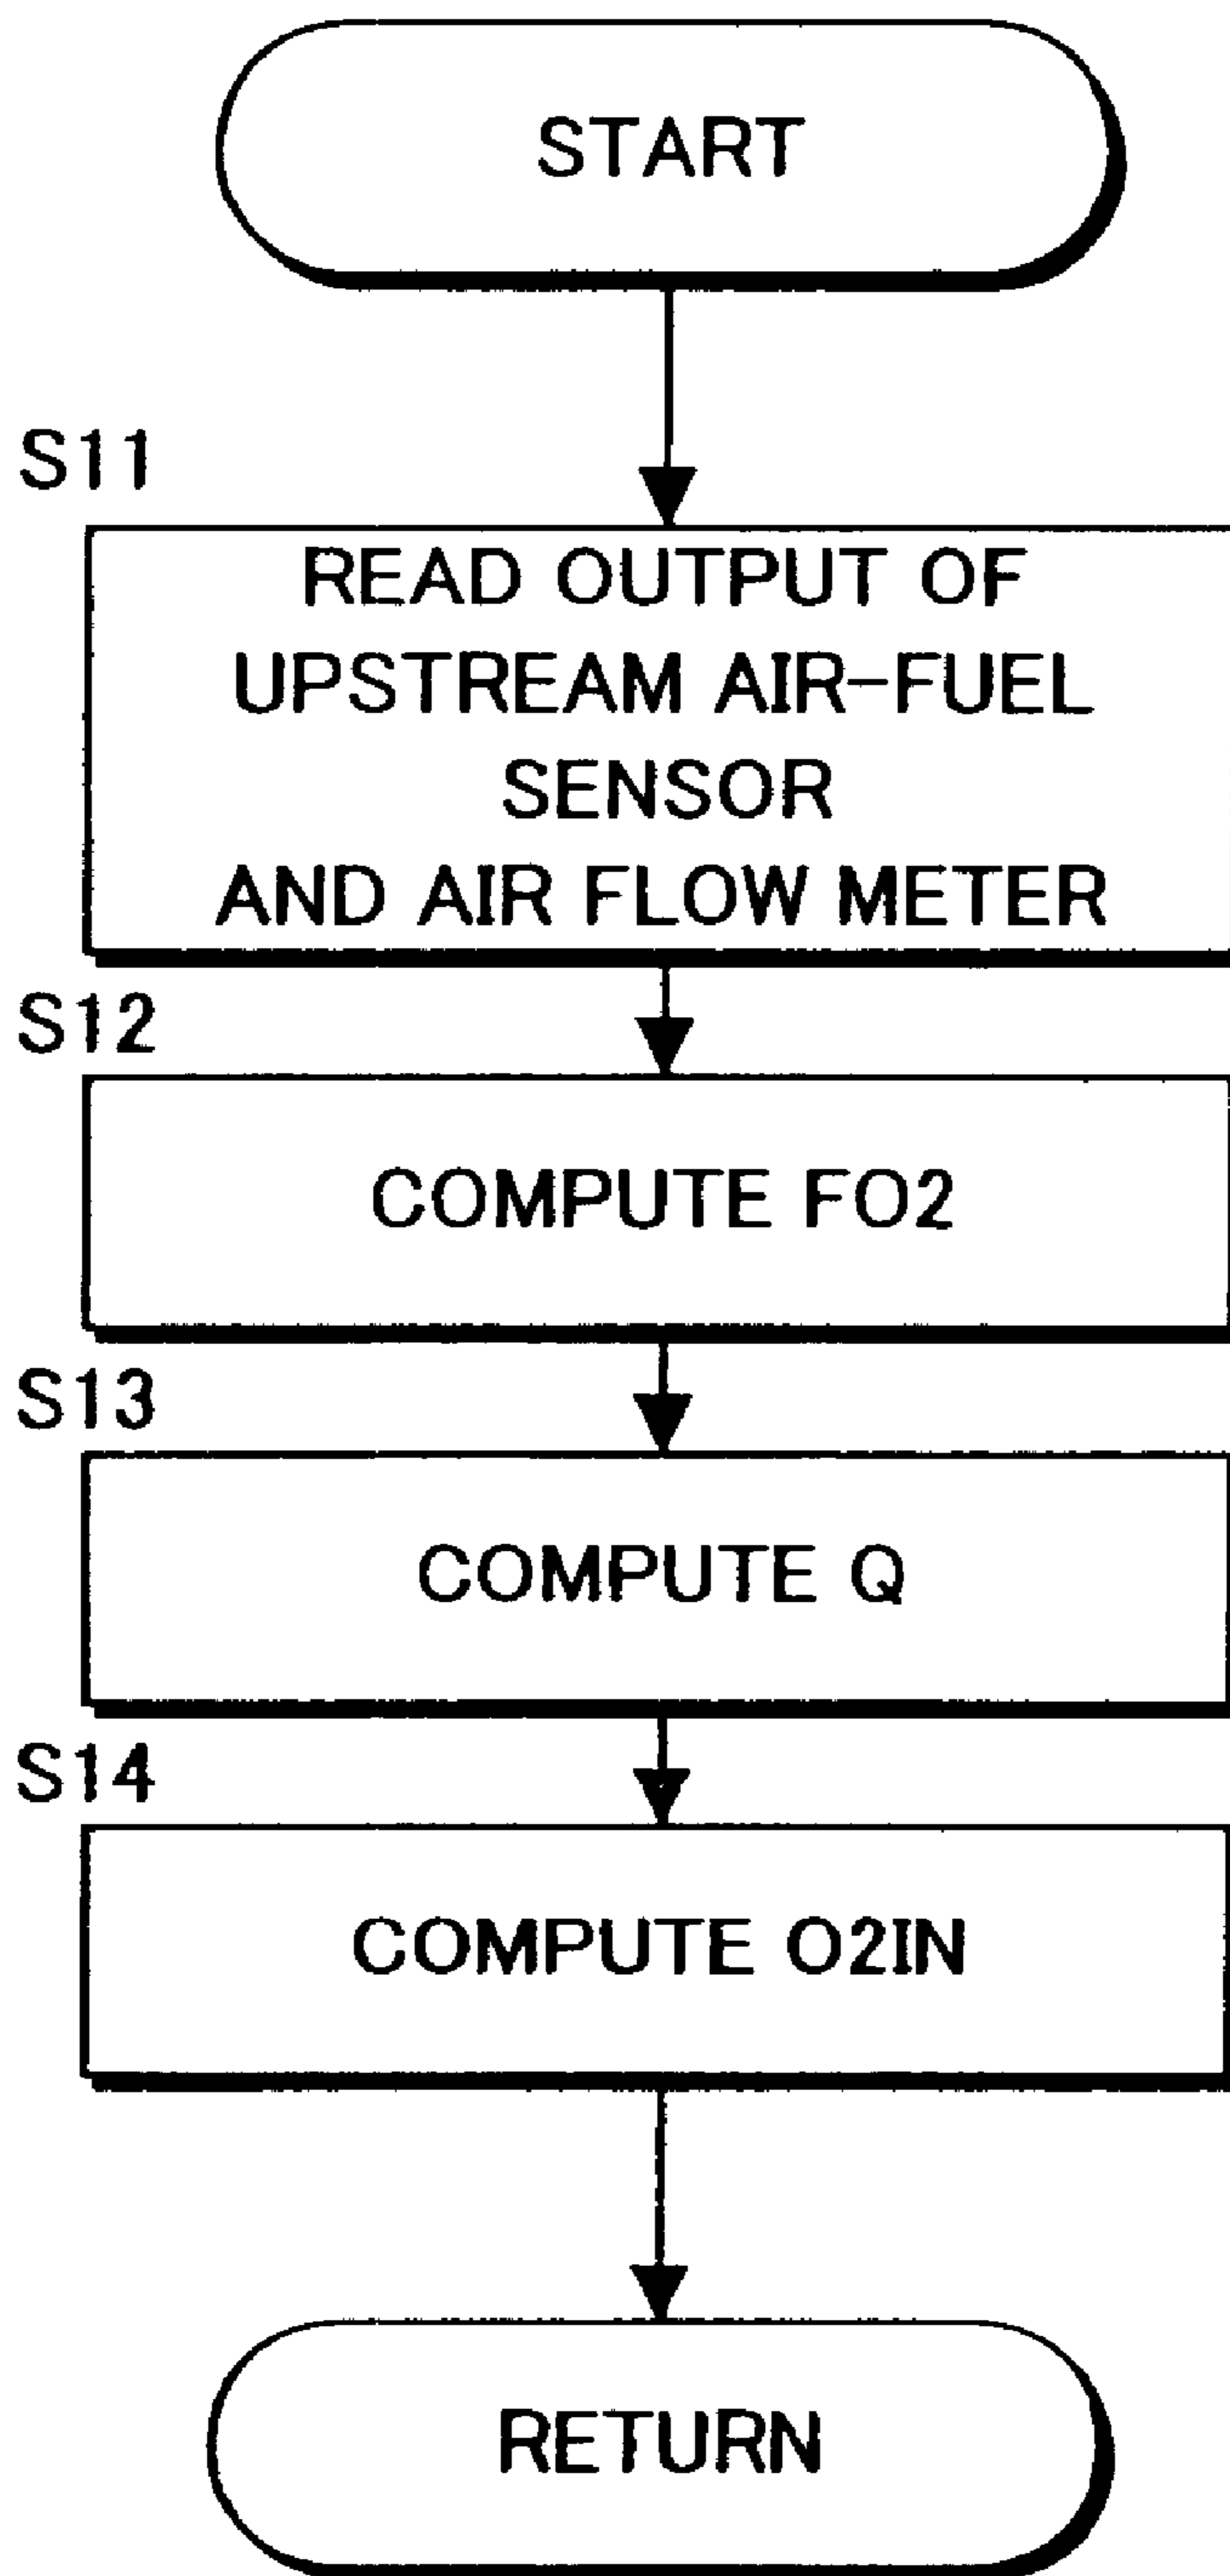 START
S11
READ OUTPUT OF
UPSTREAM AIR-FUEL
SENSOR
AND AIR FLOW METER
S12
COMPUTE FO2
S13
COMPUTE Q
S14
COMPUTE O2IN
RETURN